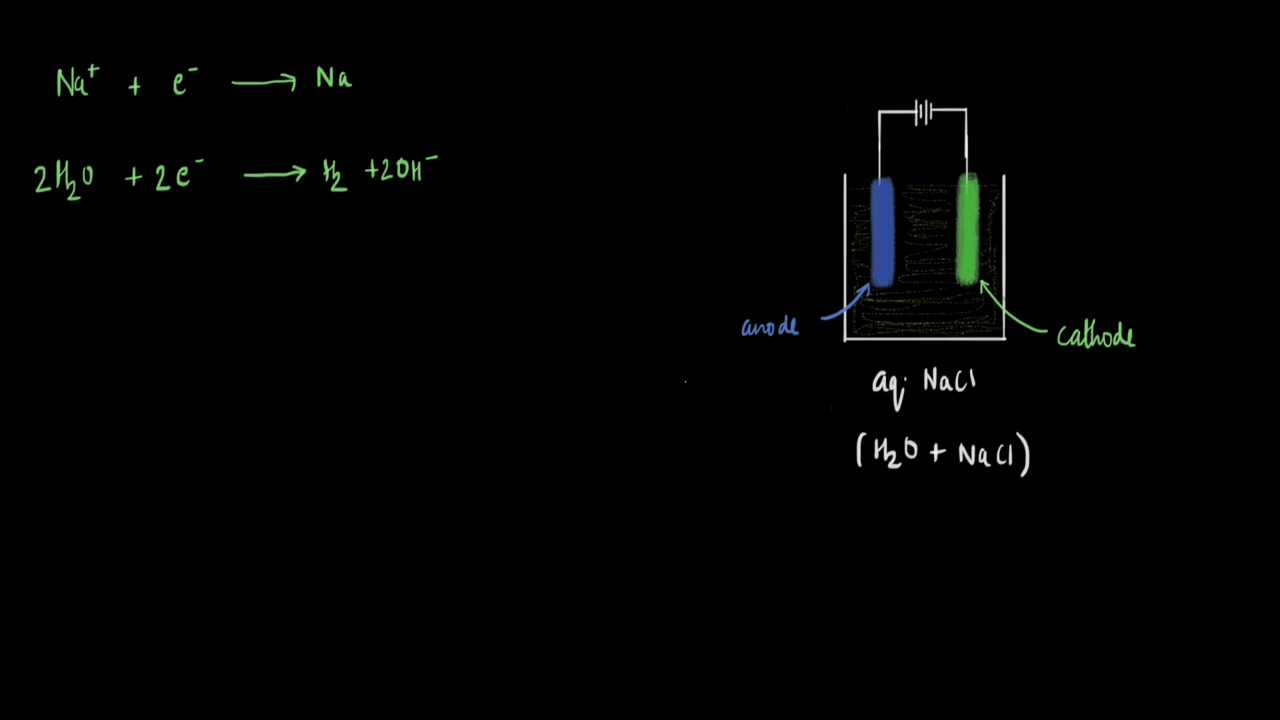 Na⁺ + e⁻ ⟶ Na
2H₂O + 2e⁻ ⟶ H₂ + 2OH⁻
anode
cathode
aq. NaCl
(H₂O + NaCl)